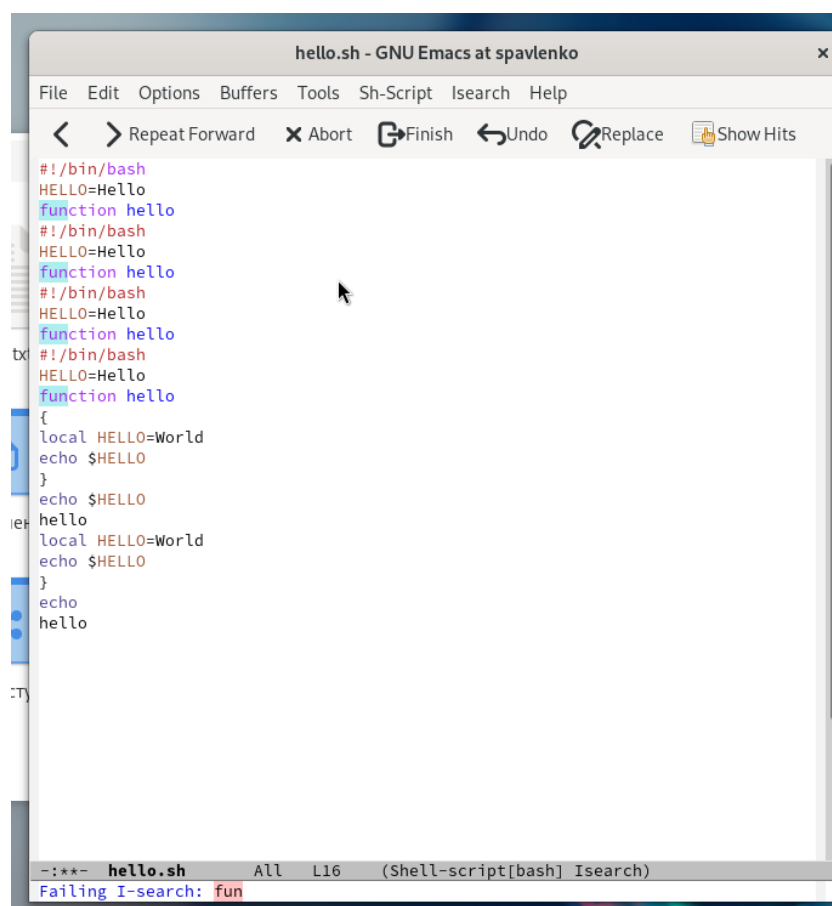 hello.sh - GNU Emacs at spavlenko ×
File Edit Options Buffers Tools Sh-Script Isearch Help
Repeat Forward Abort Finish Undo Replace Show Hits
#!/bin/bash
HELLO=Hello
function hello
#!/bin/bash
HELLO=Hello
function hello
#!/bin/bash
HELLO=Hello
function hello
#!/bin/bash
HELLO=Hello
function hello
{
local HELLO=World
echo $HELLO
}
echo $HELLO
hello
local HELLO=World
echo $HELLO
}
echo
hello
-:**- hello.sh All L16 (Shell-script[bash] Isearch)
Failing I-search: fun